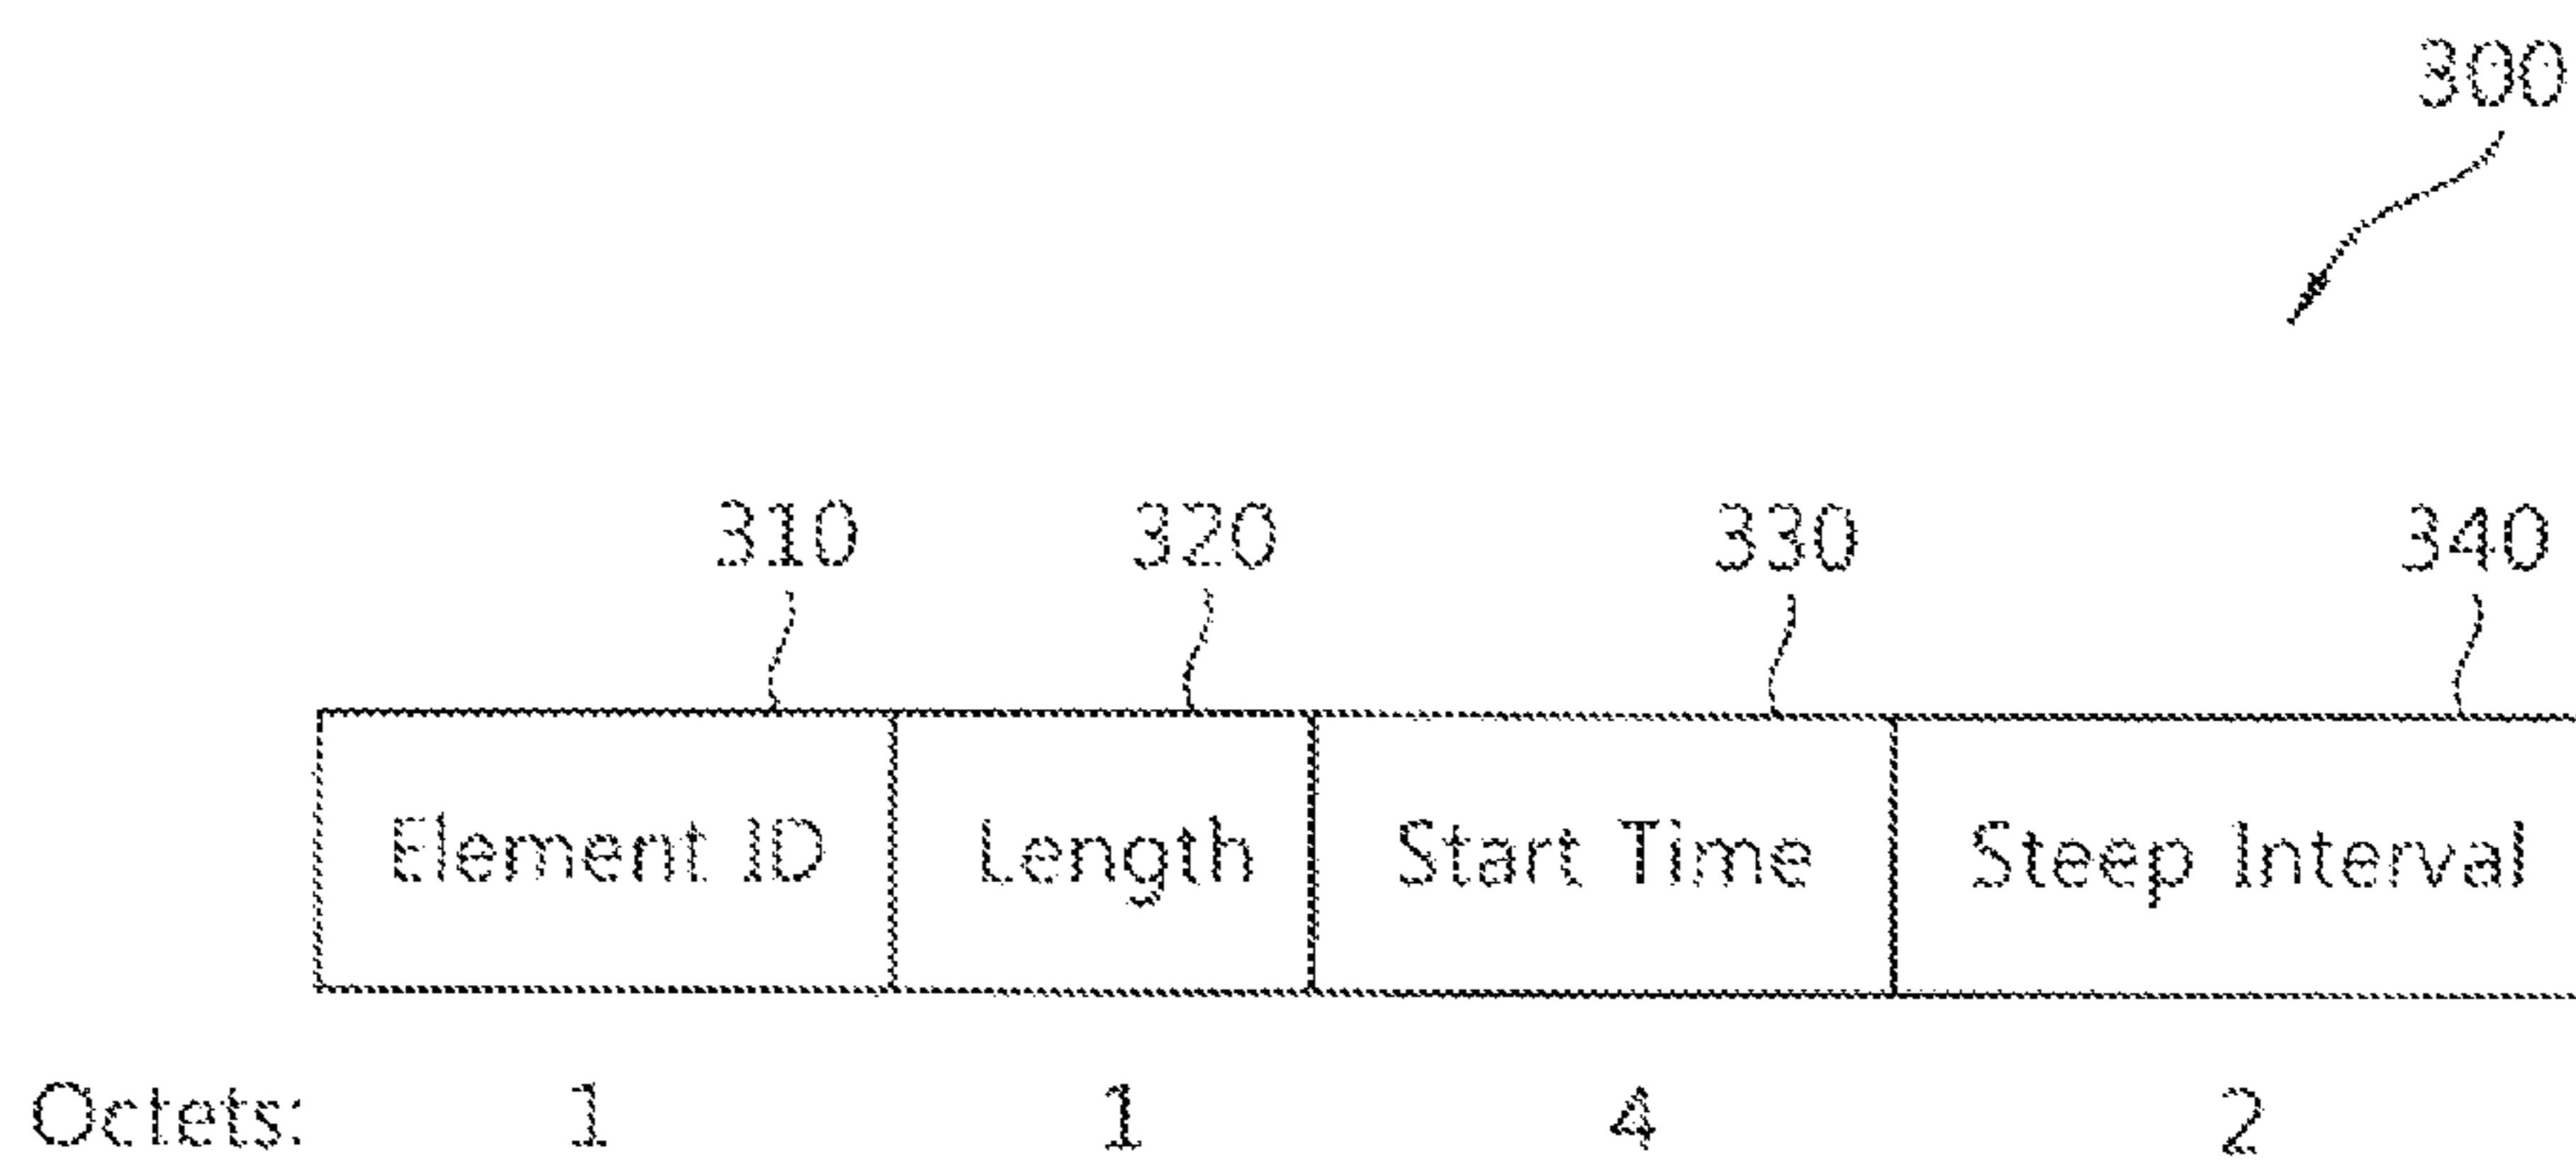 300
310 320 330 340
Element ID Length Start Time Steep Interval
Octets: 1 1 4 2